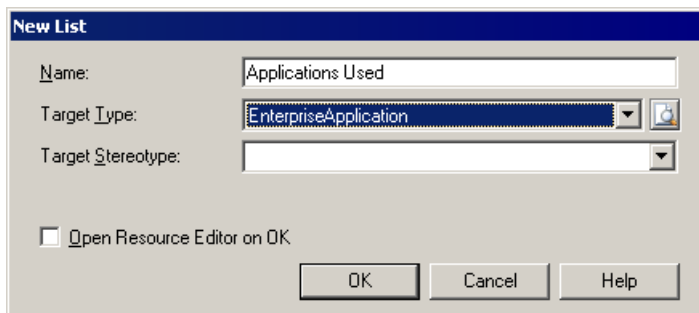 New List
Name: Applications Used
Target Type: EnterpriseApplication
Target Stereotype:
Open Resource Editor on OK
OK Cancel Help